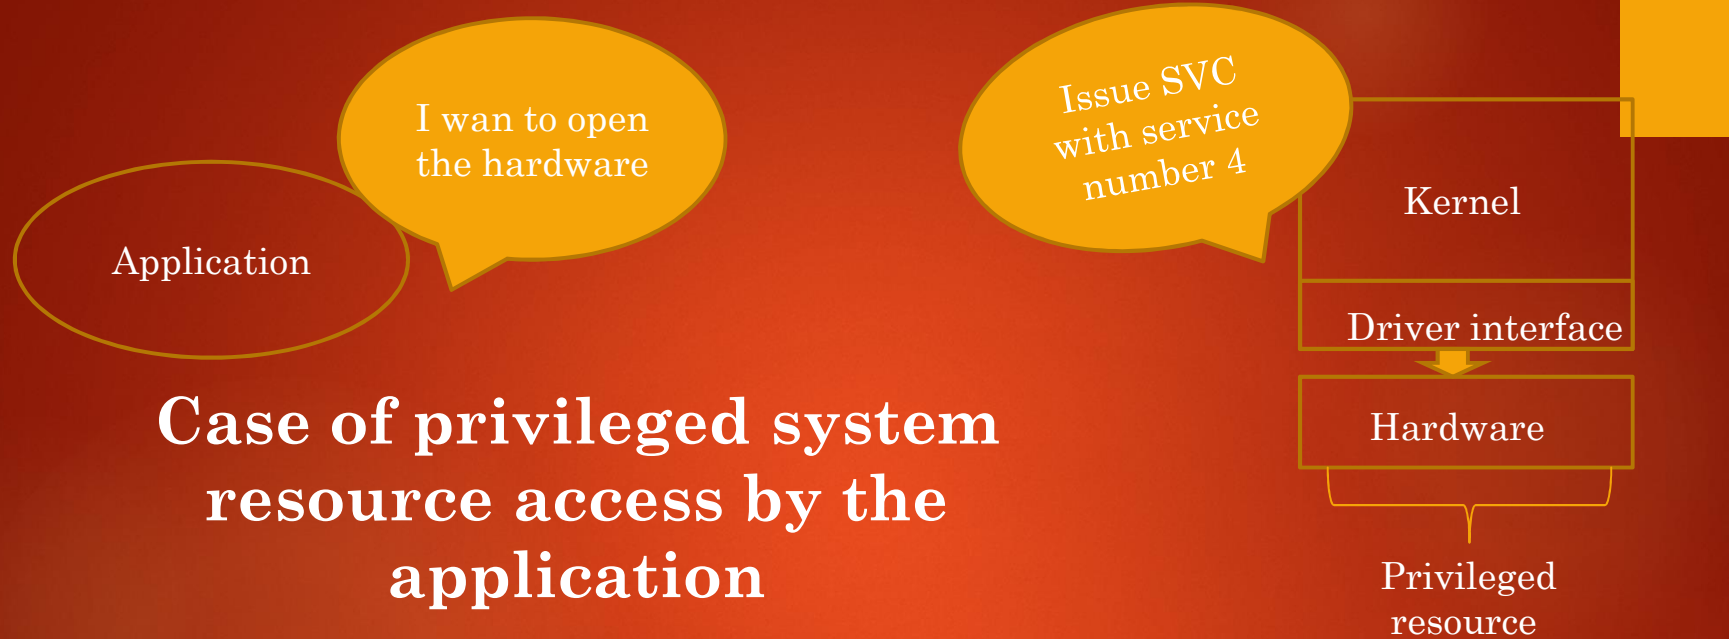 I wan to open
the hardware
Issue SVC
with service
number 4
Application
Kernel
Driver interface
Hardware
Case of privileged system
resource access by the
application
Privileged
resource